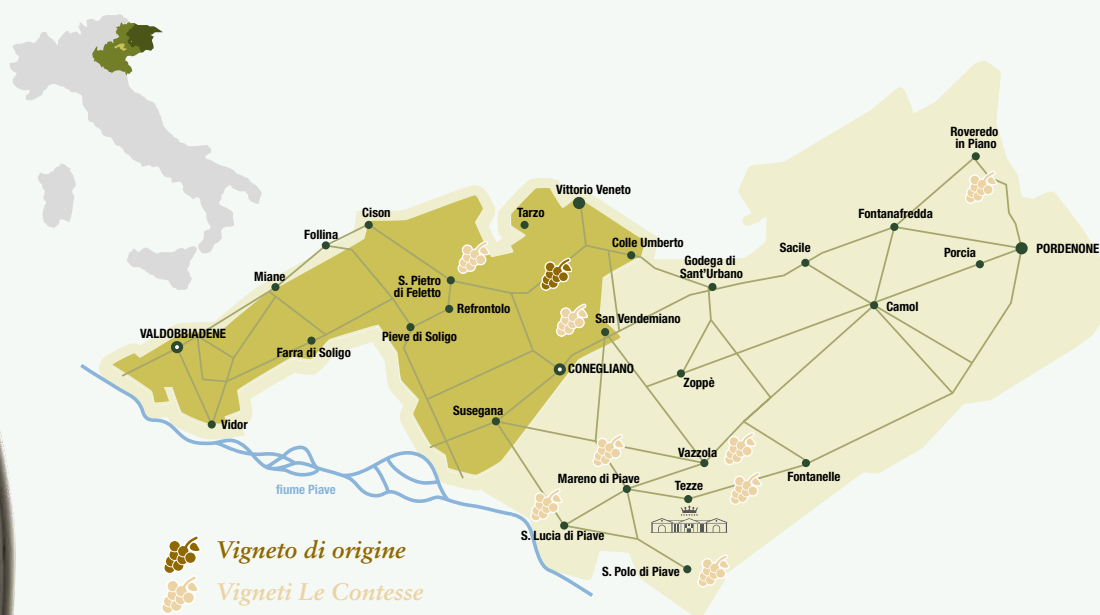 Roveredo
in Piano
Vittorio Veneto
Cison
Tarzo
Fontanafredda
Follina
Colle Umberto
Sacile
PORDENONE
Porcia
Godega di
Sant'Urbano
Miane
S. Pietro
di Feletto
Refrontolo
Camol
San Vendemiano
VALDOBBIADENE
Pieve di Soligo
Farra di Soligo
CONEGLIANO
Zoppè
Susegana
Vidor
Vazzola
Mareno di Piave
Tezze
Fontanelle
fiume Piave
S. Lucia di Piave
S. Polo di Piave
Vigneto di origine
Vigneti Le Contesse